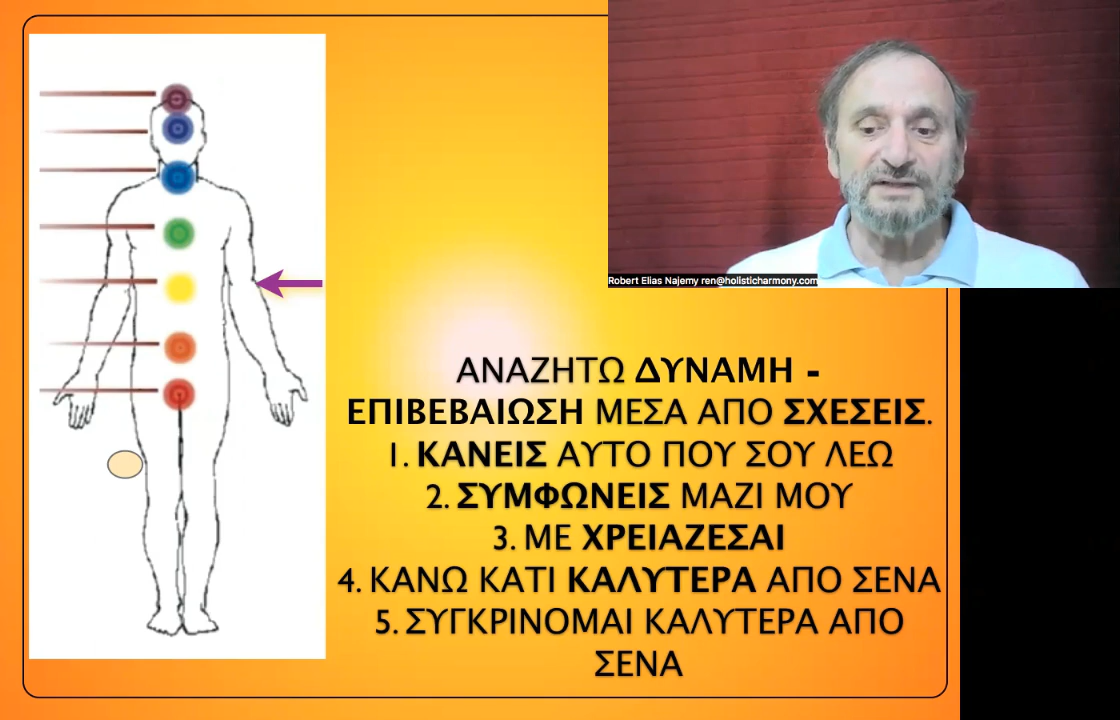 Robert Elias Najemy ren@holisticharmony.com
ΑΝΑΖΗΤΩ ΔΥΝΑΜΗ -
ΕΠΙΒΕΒΑΙΩΣΗ ΜΕΣΑ ΑΠΟ ΣΧΕΣΕΙΣ.
1. ΚΑΝΕΙΣ ΑΥΤΟ ΠΟΥ ΣΟΥ ΛΕΩ
2. ΣΥΜΦΩΝΕΙΣ ΜΑΖΙ ΜΟΥ
3. ΜΕ ΧΡΕΙΑΖΕΣΑΙ
4. ΚΑΝΩ ΚΑΤΙ ΚΑΛΥΤΕΡΑ ΑΠΟ ΣΕΝΑ
5. ΣΥΓΚΡΙΝΟΜΑΙ ΚΑΛΥΤΕΡΑ ΑΠΟ
ΣΕΝΑ